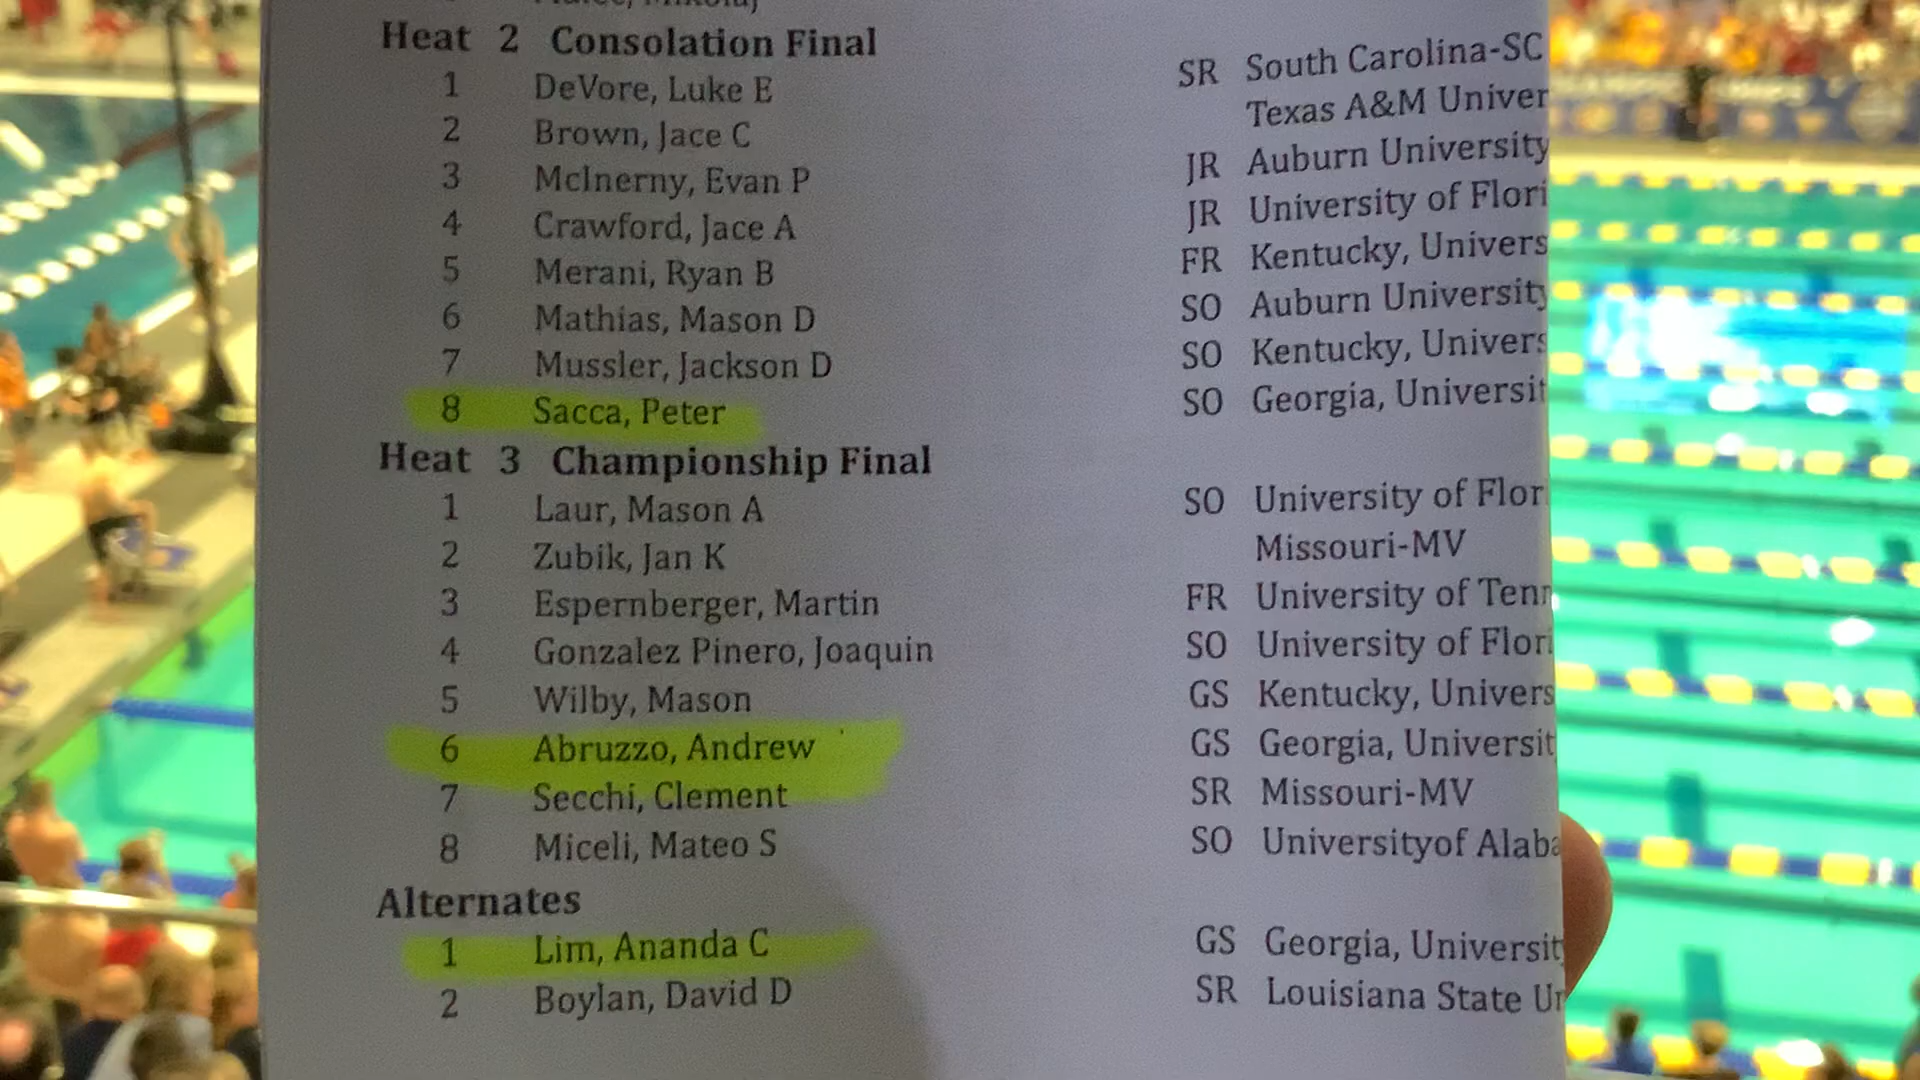 Heat 2 Consolation Final
1 DeVore, Luke E SR South Carolina-SC
2 Brown, Jace C Texas A&M Univer
3 McInerny, Evan P JR Auburn University
4 Crawford, Jace A JR University of Flori
5 Merani, Ryan B FR Kentucky, Univers
6 Mathias, Mason D SO Auburn University
7 Mussler, Jackson D SO Kentucky, Univers
8 Sacca, Peter SO Georgia, Universit
Heat 3 Championship Final
1 Laur, Mason A SO University of Flor
2 Zubik, Jan K Missouri-MV
3 Espernberger, Martin FR University of Tenn
4 Gonzalez Pinero, Joaquin SO University of Flori
5 Wilby, Mason GS Kentucky, Univers
6 Abruzzo, Andrew GS Georgia, Universit
7 Secchi, Clement SR Missouri-MV
8 Miceli, Mateo S SO Universityof Alaba
Alternates
1 Lim, Ananda C GS Georgia, Universit
2 Boylan, David D SR Louisiana State Un